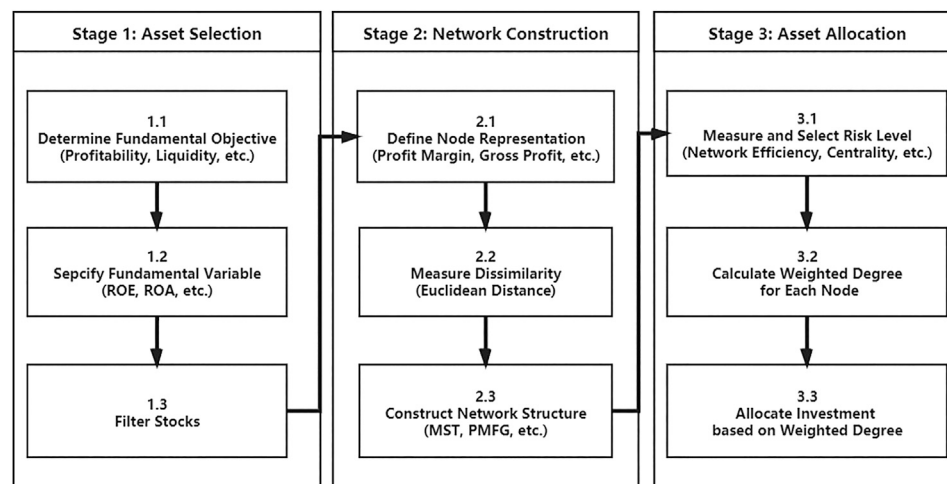 Stage 1: Asset Selection
1.1
Determine Fundamental Objective
(Profitability, Liquidity, etc.)
1.2
Sepcify Fundamental Variable
(ROE, ROA, etc.)
1.3
Filter Stocks
Stage 2: Network Construction
2.1
Define Node Representation
(Profit Margin, Gross Profit, etc.)
2.2
Measure Dissimilarity
(Euclidean Distance)
2.3
Construct Network Structure
(MST, PMFG, etc.)
Stage 3: Asset Allocation
3.1
Measure and Select Risk Level
(Network Efficiency, Centrality, etc.)
3.2
Calculate Weighted Degree
for Each Node
3.3
Allocate Investment
based on Weighted Degree